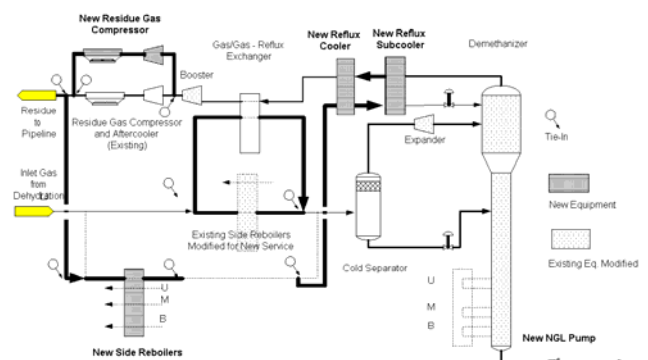 New Residue Gas
Compressor
Gas/Gas - Reflux
Exchanger
New Reflux
Cooler
New Reflux
Subcooler
Demethanizer
Booster
Residue
to
Pipeline
Residue Gas Compressor
and Aftercooler
(Existing)
Expander
Tie-In
Inlet Gas
from
Dehydration
New Equipment
Existing Side Reboilers
Modified for New Service
Cold Separator
Existing Eq. Modified
U
M
B
U
M
B
New NGL Pump
New Side Reboilers